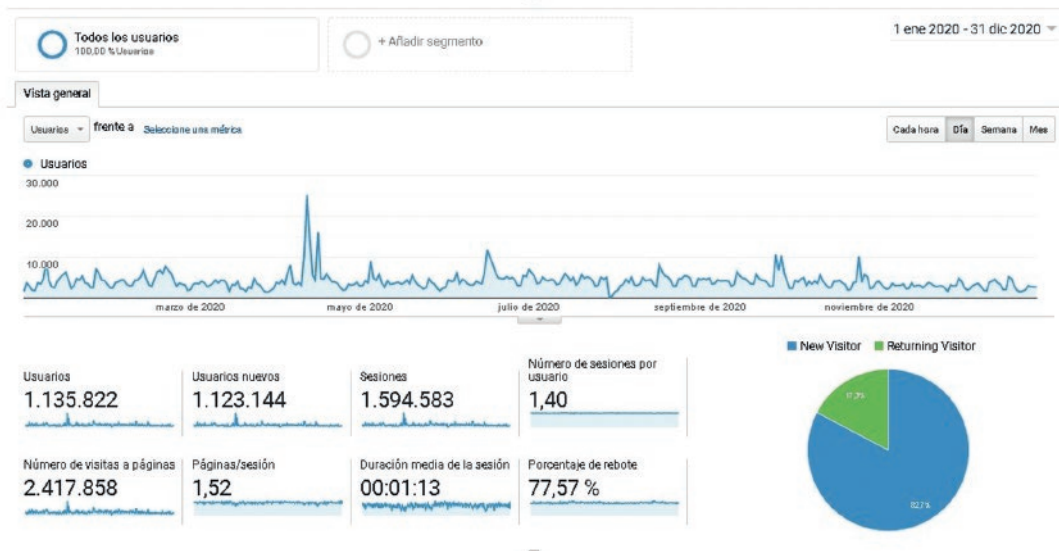 Todos los usuarios
100,00 % Usuarios
+ Añadir segmento
1 ene 2020 - 31 dic 2020
Vista general
Usuarios frente a Seleccione una métrica
Cada hora Día Semana Mes
Usuarios
30.000
20.000
10.000
marzo de 2020 mayo de 2020 julio de 2020 septiembre de 2020 noviembre de 2020
New Visitor Returning Visitor
Usuarios
1.135.822
Usuarios nuevos
1.123.144
Sesiones
1.594.583
Número de sesiones por
usuario
1,40
Número de visitas a páginas
2.417.858
Páginas/sesión
1,52
Duración media de la sesión
00:01:13
Porcentaje de rebote
77,57 %
82,7%